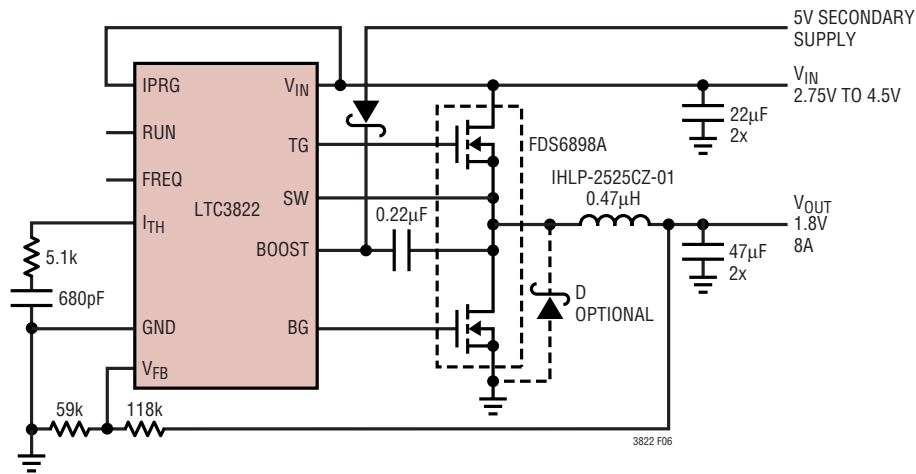 5V SECONDARY
SUPPLY
VIN
2.75V TO 4.5V
IPRG
VIN
22µF
2x
RUN
TG
FDS6898A
FREQ
LTC3822
SW
IHLP-2525CZ-01
0.47µH
VOUT
1.8V
8A
ITH
0.22µF
BOOST
5.1k
47µF
2x
680pF
D
OPTIONAL
GND
BG
VFB
59k
118k
3822 F06